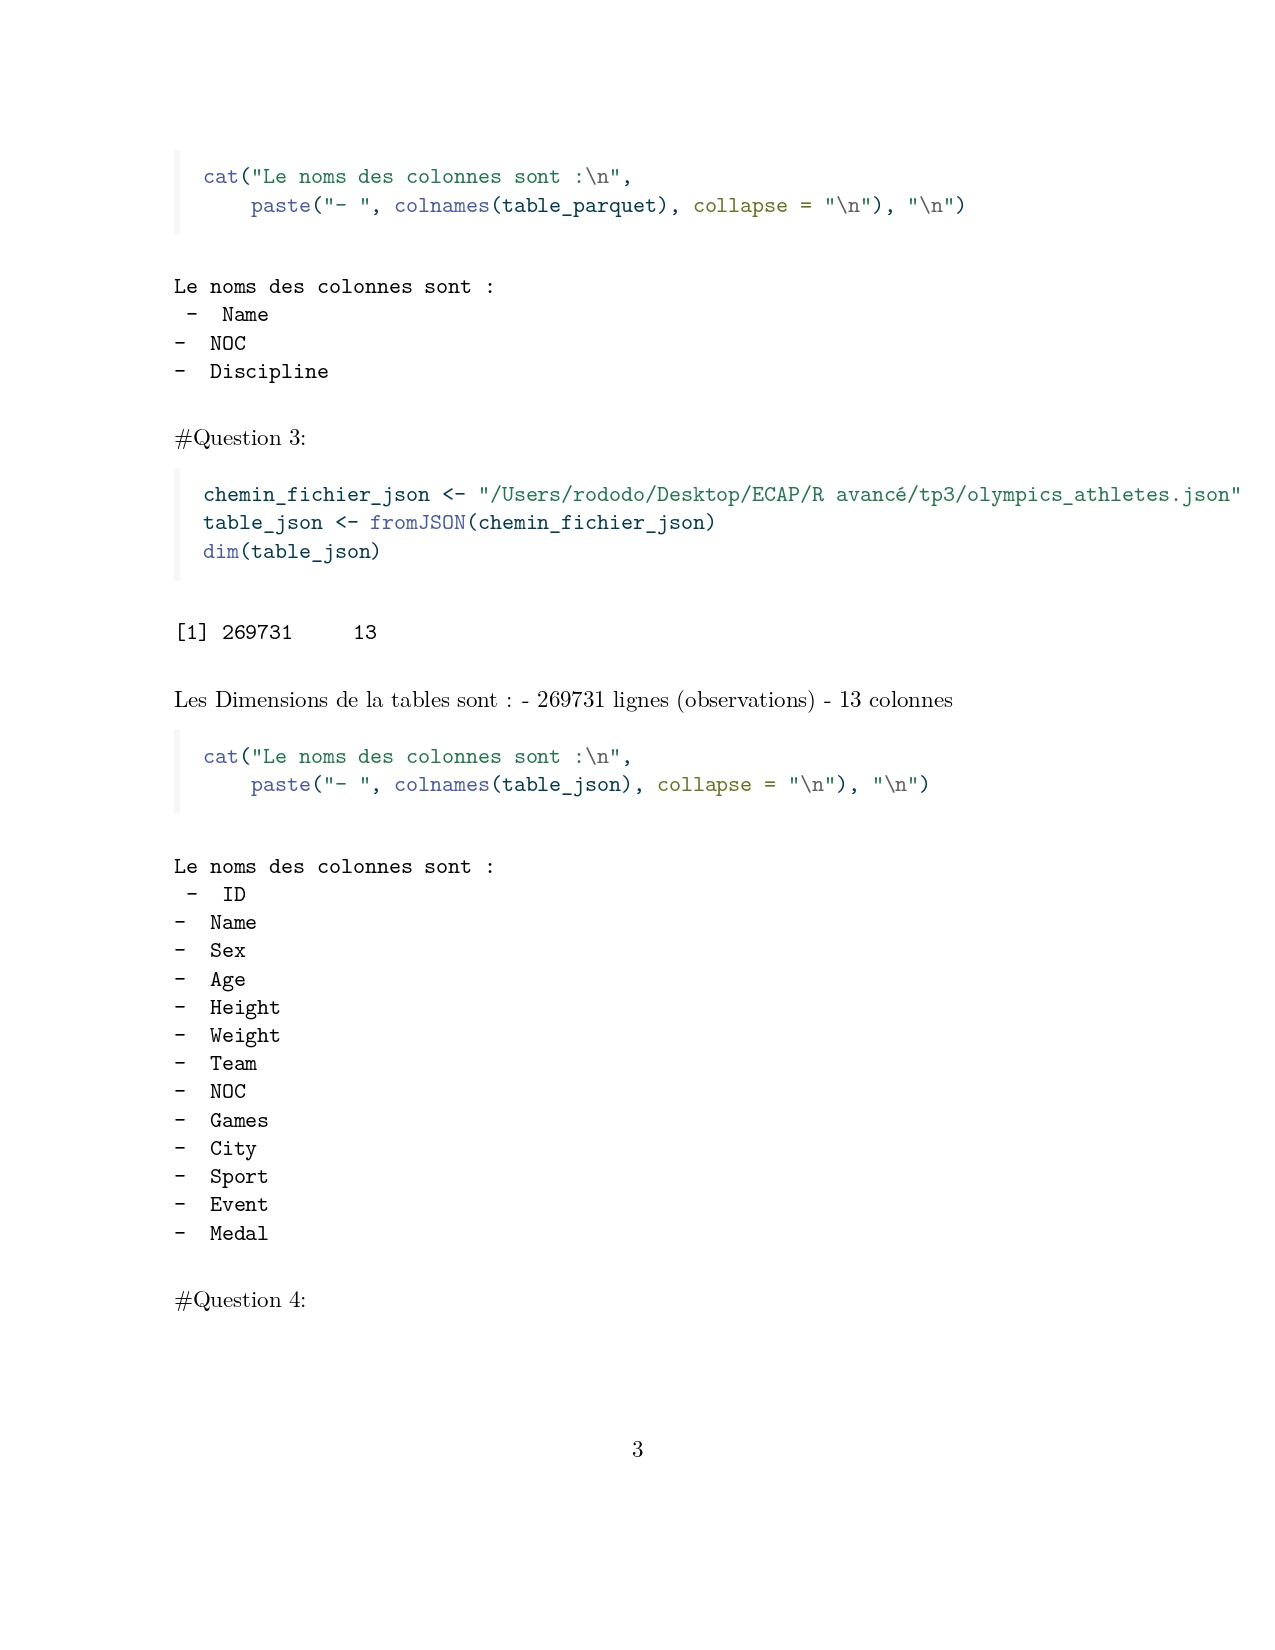 cat("Le noms des colonnes sont :\n",
    paste("- ", colnames(table_parquet), collapse = "\n"), "\n")
Le noms des colonnes sont :
 -  Name
-  NOC
-  Discipline
#Question 3:
chemin_fichier_json <- "/Users/rododo/Desktop/ECAP/R avancé/tp3/olympics_athletes.json"
table_json <- fromJSON(chemin_fichier_json)
dim(table_json)
[1] 269731     13
Les Dimensions de la tables sont : - 269731 lignes (observations) - 13 colonnes
cat("Le noms des colonnes sont :\n",
    paste("- ", colnames(table_json), collapse = "\n"), "\n")
Le noms des colonnes sont :
 -  ID
-  Name
-  Sex
-  Age
-  Height
-  Weight
-  Team
-  NOC
-  Games
-  City
-  Sport
-  Event
-  Medal
#Question 4:
3